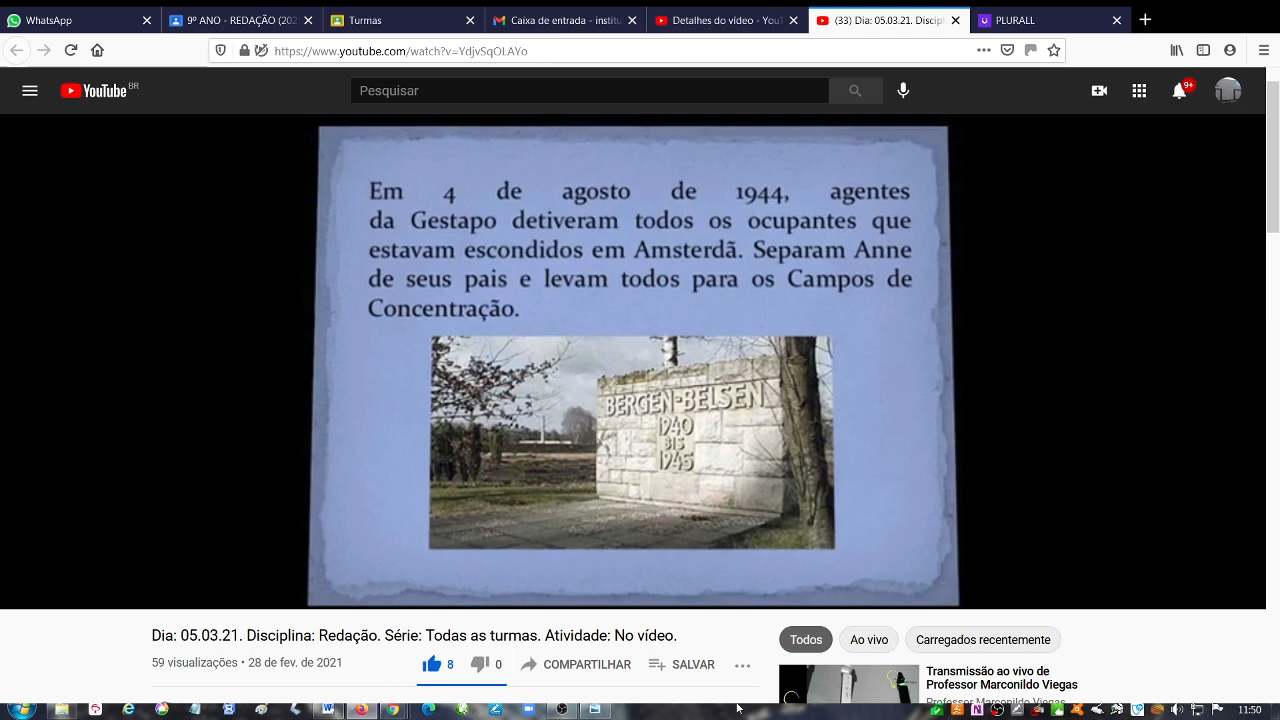 WhatsApp
9º ANO - REDAÇÃO (202
Turmas
Caixa de entrada - institu
Detalhes do vídeo - YouT
(33) Dia: 05.03.21. Discipl
PLURALL
https://www.youtube.com/watch?v=YdjvSqOLAYo
YouTube BR
Pesquisar
9+
Em 4 de agosto de 1944, agentes
da Gestapo detiveram todos os ocupantes que
estavam escondidos em Amsterdã. Separam Anne
de seus pais e levam todos para os Campos de
Concentração.
BERGEN-BELSEN
1940
BIS
1945
Dia: 05.03.21. Disciplina: Redação. Série: Todas as turmas. Atividade: No vídeo.
59 visualizações • 28 de fev. de 2021
8
0
COMPARTILHAR
SALVAR
Todos
Ao vivo
Carregados recentemente
Transmissão ao vivo de
Professor Marconildo Viegas
Professor Marconildo Viegas
11:50